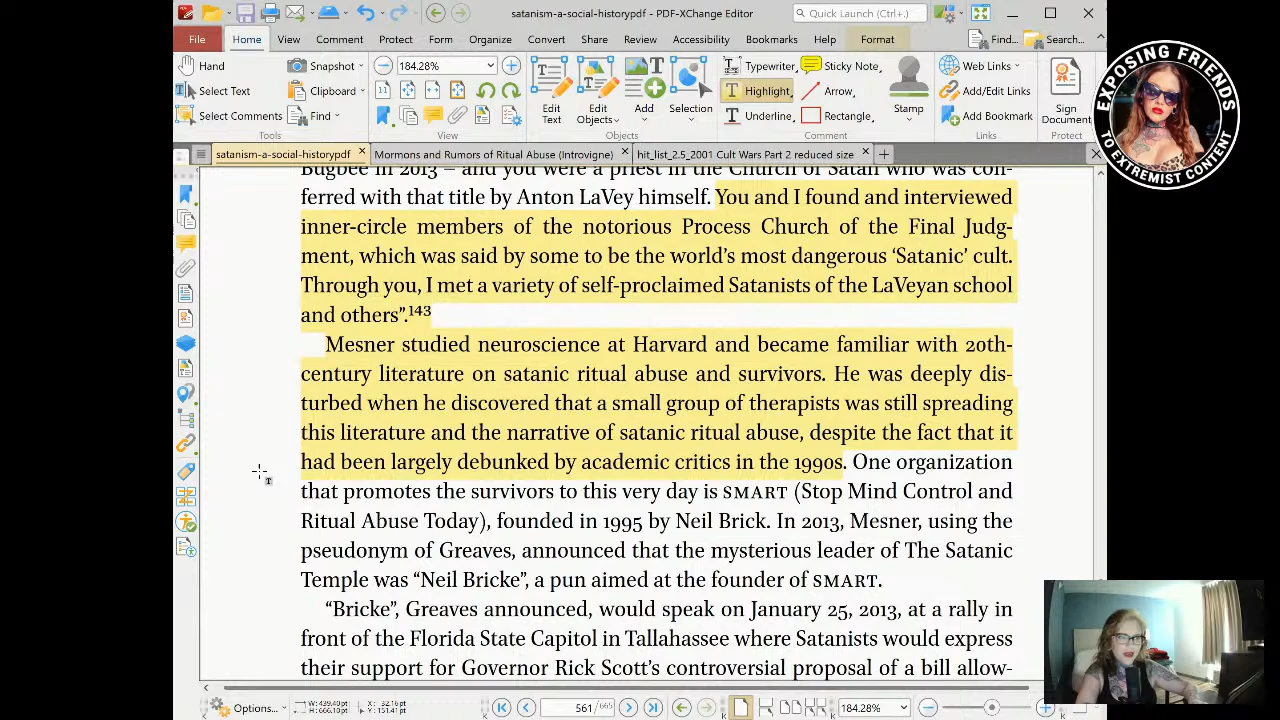 satanism-a-social-historypdf - PDF-XChange Editor
Quick Launch (Ctrl+.)
File Home View Comment Protect Form Organize Convert Share Review Accessibility Bookmarks Help Format Find... Search...
Hand
Select Text
Select Comments
Tools
Snapshot
Clipboard
Find
184.28%
View
Edit Text
Edit Objects
Add
Selection
Objects
Typewriter
Highlight
Underline
Sticky Note
Arrow
Rectangle
Comment
Stamp
Web Links
Add/Edit Links
Add Bookmark
Links
Sign Document
Protect
EXPOSING FRIENDS
TO EXTREMIST CONTENT
satanism-a-social-historypdf
Mormons and Rumors of Ritual Abuse (Introvigne)
hit_list_2.5_2001 Cult Wars Part 2 reduced size
Bugbee in 2013 – and you were a priest in the Church of Satan who was con-
ferred with that title by Anton LaVey himself. You and I found and interviewed
inner-circle members of the notorious Process Church of the Final Judg-
ment, which was said by some to be the world's most dangerous 'Satanic' cult.
Through you, I met a variety of self-proclaimed Satanists of the LaVeyan school
and others”.143
Mesner studied neuroscience at Harvard and became familiar with 20th-
century literature on satanic ritual abuse and survivors. He was deeply dis-
turbed when he discovered that a small group of therapists was still spreading
this literature and the narrative of satanic ritual abuse, despite the fact that it
had been largely debunked by academic critics in the 1990s. One organization
that promotes the survivors to this very day is SMART (Stop Mind Control and
Ritual Abuse Today), founded in 1995 by Neil Brick. In 2013, Mesner, using the
pseudonym of Greaves, announced that the mysterious leader of The Satanic
Temple was “Neil Bricke”, a pun aimed at the founder of SMART.
“Bricke”, Greaves announced, would speak on January 25, 2013, at a rally in
front of the Florida State Capitol in Tallahassee where Satanists would express
their support for Governor Rick Scott's controversial proposal of a bill allow-
Options...
W: 439.40pt
H: 666.10pt
X: 32.16pt
Y: 151.41pt
561 /665
184.28%